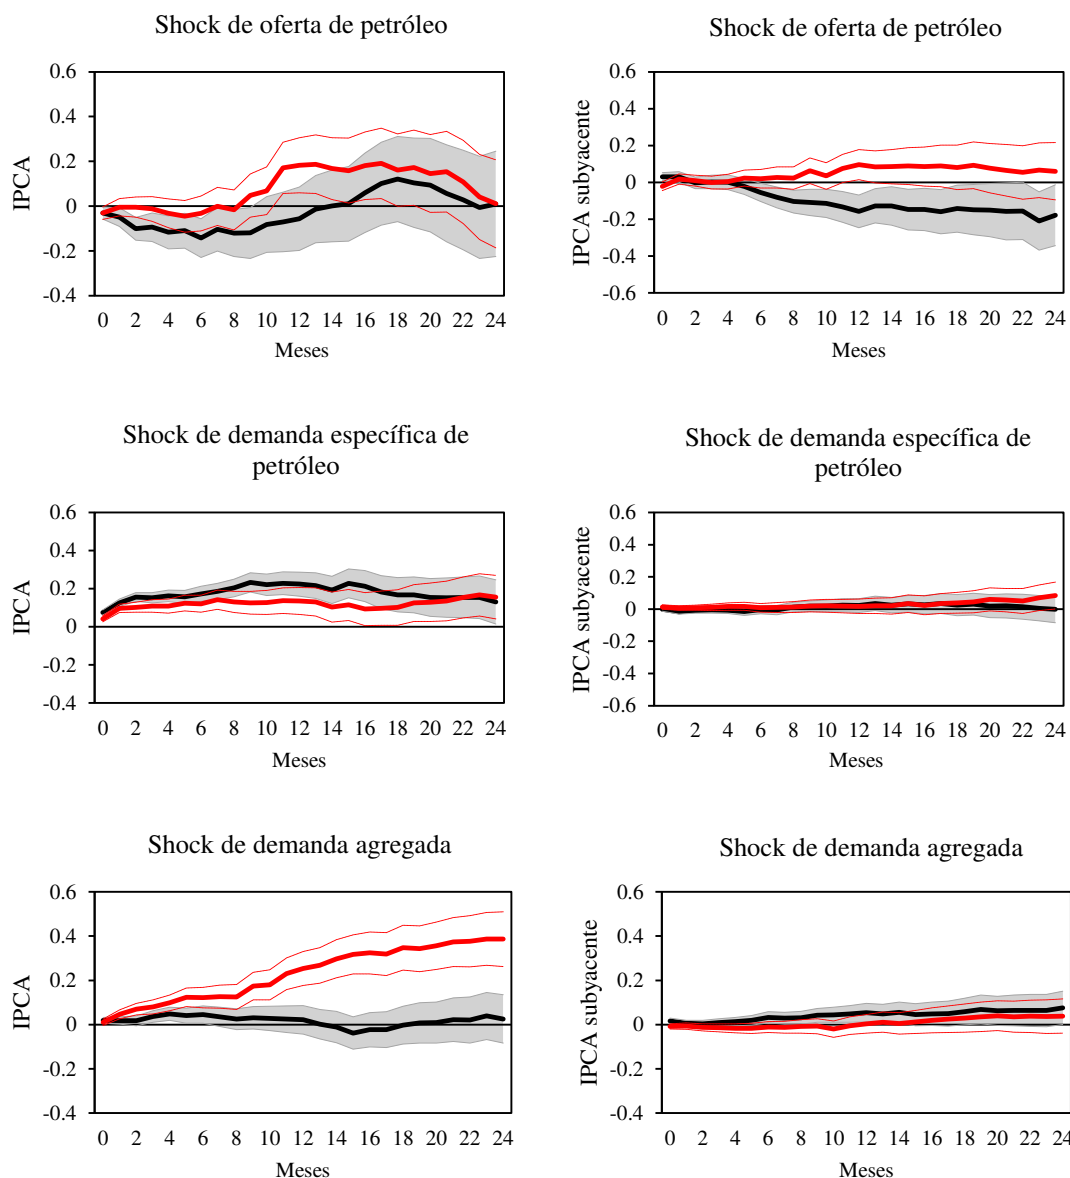 Shock de oferta de petróleo
IPCA
0.6
0.4
0.2
0
-0.2
-0.4
0 2 4 6 8 10 12 14 16 18 20 22 24
Meses
Shock de oferta de petróleo
IPCA subyacente
0.6
0.4
0.2
0
-0.2
-0.4
-0.6
0 2 4 6 8 10 12 14 16 18 20 22 24
Meses
Shock de demanda específica de
petróleo
IPCA
0.6
0.4
0.2
0
-0.2
-0.4
0 2 4 6 8 10 12 14 16 18 20 22 24
Meses
Shock de demanda específica de
petróleo
IPCA subyacente
0.6
0.4
0.2
0
-0.2
-0.4
-0.6
0 2 4 6 8 10 12 14 16 18 20 22 24
Meses
Shock de demanda agregada
IPCA
0.6
0.4
0.2
0
-0.2
-0.4
0 2 4 6 8 10 12 14 16 18 20 22 24
Meses
Shock de demanda agregada
IPCA subyacente
0.6
0.4
0.2
0
-0.2
-0.4
0 2 4 6 8 10 12 14 16 18 20 22 24
Meses